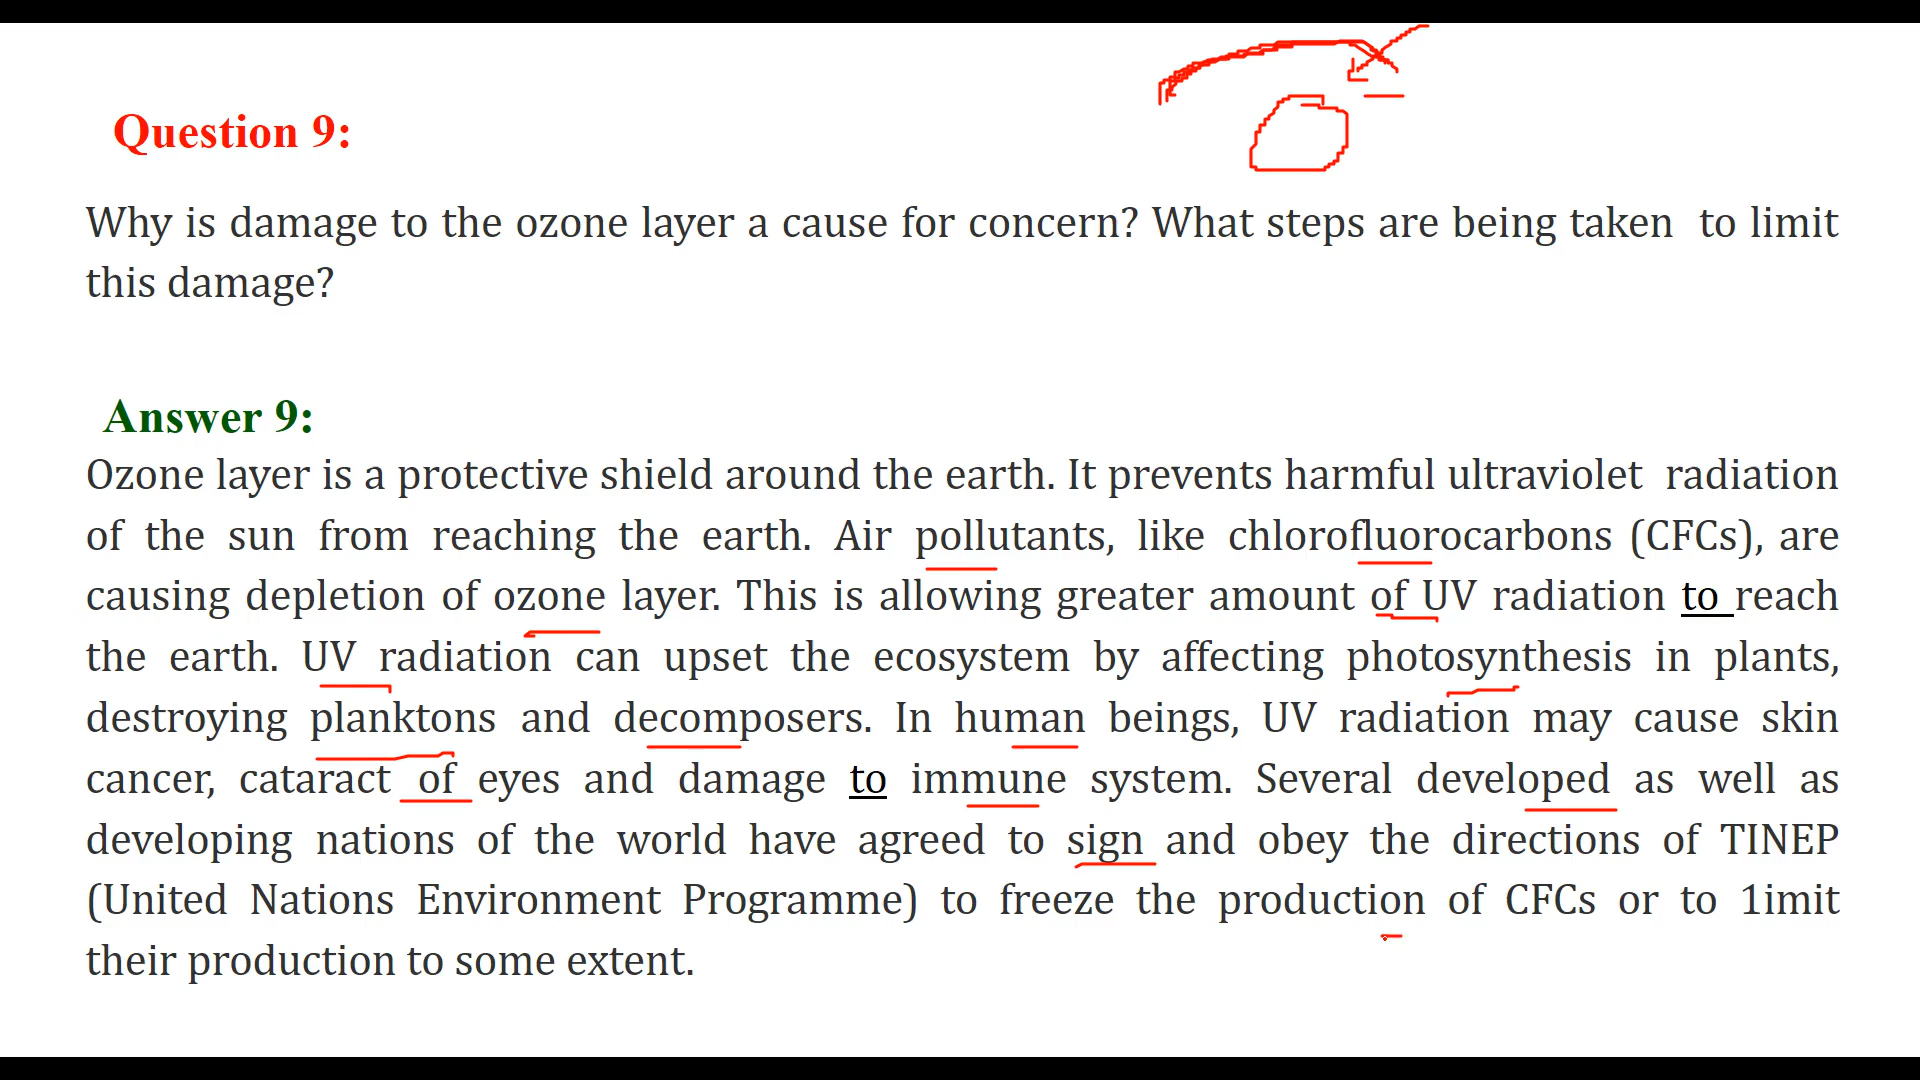 Question 9:
Why is damage to the ozone layer a cause for concern? What steps are being taken to limit
this damage?
Answer 9:
Ozone layer is a protective shield around the earth. It prevents harmful ultraviolet radiation
of the sun from reaching the earth. Air pollutants, like chlorofluorocarbons (CFCs), are
causing depletion of ozone layer. This is allowing greater amount of UV radiation to reach
the earth. UV radiation can upset the ecosystem by affecting photosynthesis in plants,
destroying planktons and decomposers. In human beings, UV radiation may cause skin
cancer, cataract of eyes and damage to immune system. Several developed as well as
developing nations of the world have agreed to sign and obey the directions of TINEP
(United Nations Environment Programme) to freeze the production of CFCs or to 1imit
their production to some extent.